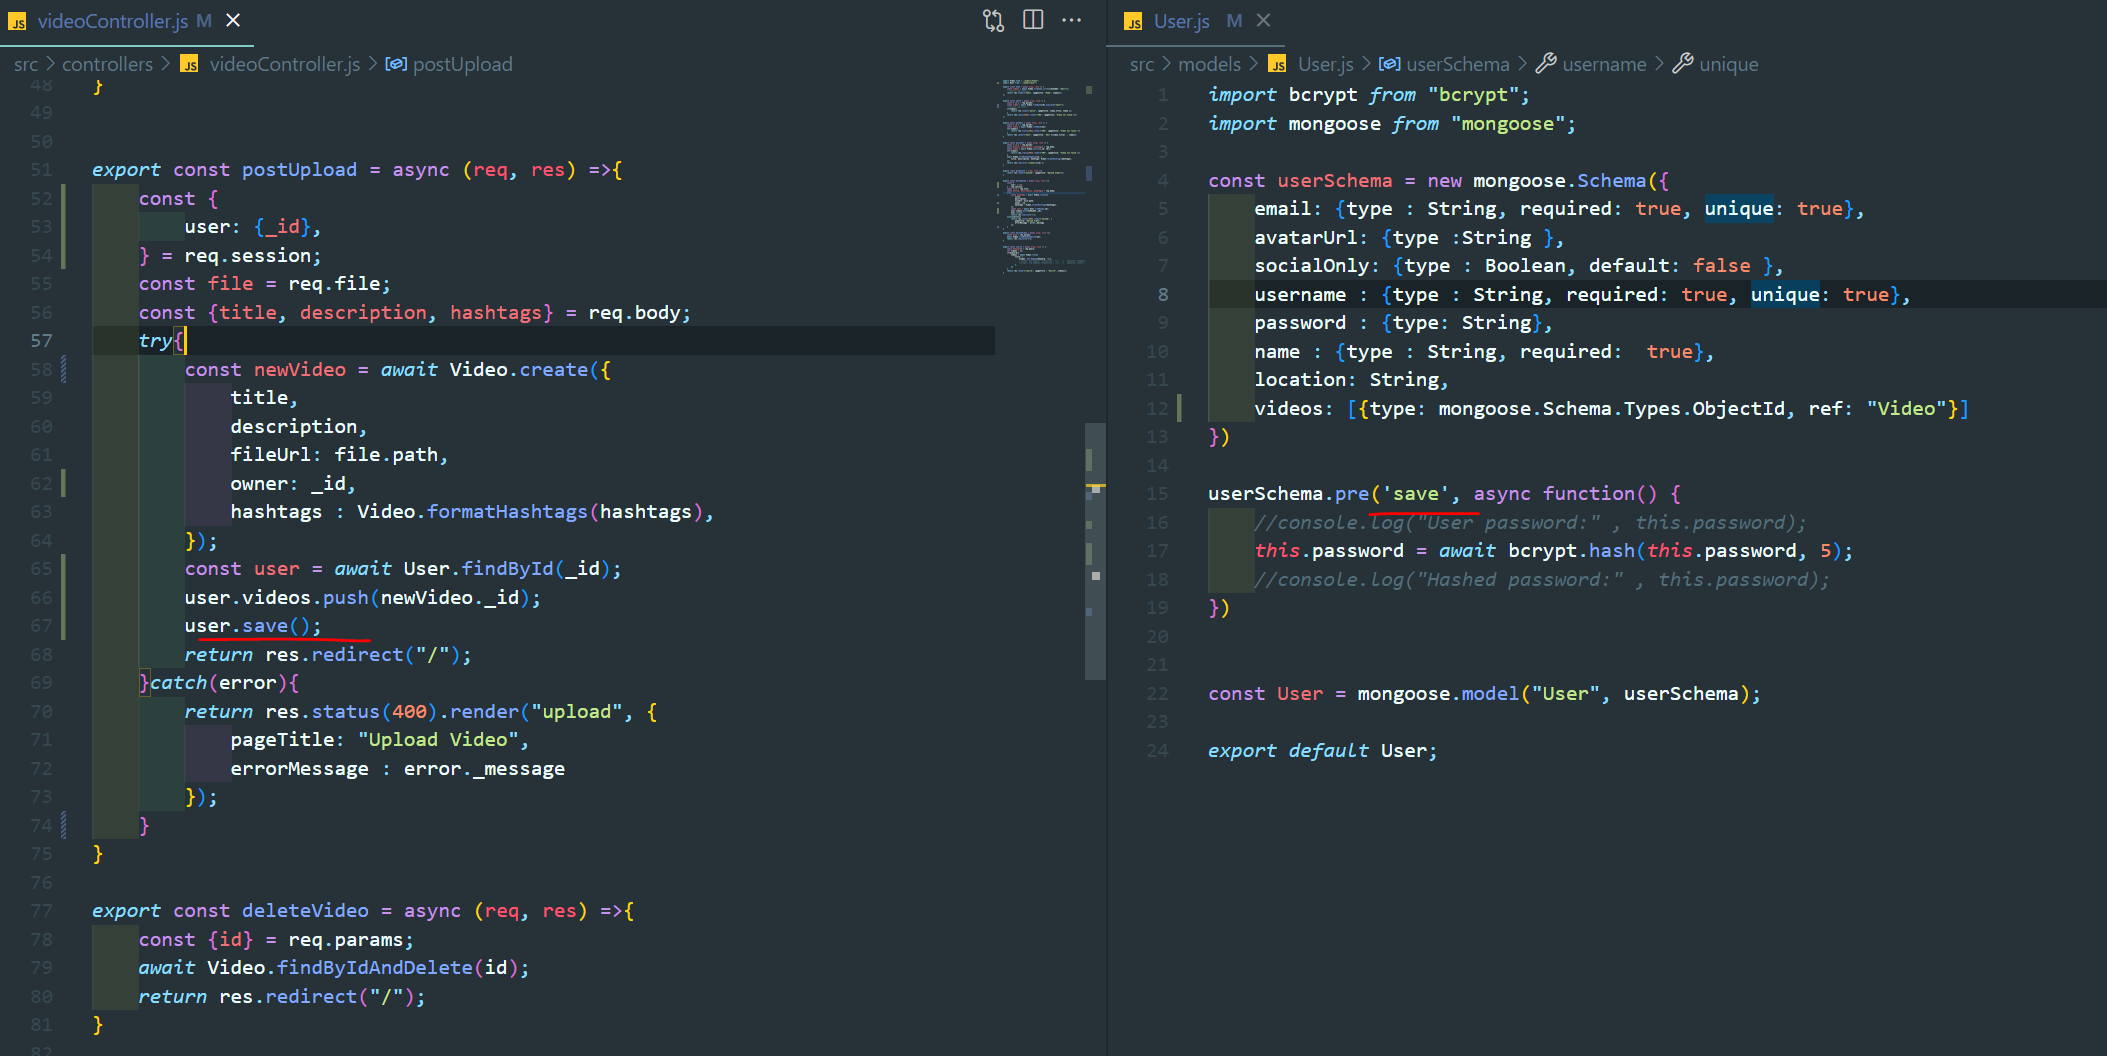 JS videoController.js M
src > controllers > JS videoController.js > postUpload
48 }
49
50
51 export const postUpload = async (req, res) =>{
52 const {
53 user: {_id},
54 } = req.session;
55 const file = req.file;
56 const {title, description, hashtags} = req.body;
57 try{
58 const newVideo = await Video.create({
59 title,
60 description,
61 fileUrl: file.path,
62 owner: _id,
63 hashtags : Video.formatHashtags(hashtags),
64 });
65 const user = await User.findById(_id);
66 user.videos.push(newVideo._id);
67 user.save();
68 return res.redirect("/");
69 }catch(error){
70 return res.status(400).render("upload", {
71 pageTitle: "Upload Video",
72 errorMessage : error._message
73 });
74 }
75 }
76
77 export const deleteVideo = async (req, res) =>{
78 const {id} = req.params;
79 await Video.findByIdAndDelete(id);
80 return res.redirect("/");
81 }
82
JS User.js M
src > models > JS User.js > userSchema > username > unique
1 import bcrypt from "bcrypt";
2 import mongoose from "mongoose";
3
4 const userSchema = new mongoose.Schema({
5 email: {type : String, required: true, unique: true},
6 avatarUrl: {type :String },
7 socialOnly: {type : Boolean, default: false },
8 username : {type : String, required: true, unique: true},
9 password : {type: String},
10 name : {type : String, required:  true},
11 location: String,
12 videos: [{type: mongoose.Schema.Types.ObjectId, ref: "Video"}]
13 })
14
15 userSchema.pre('save', async function() {
16 //console.log("User password:" , this.password);
17 this.password = await bcrypt.hash(this.password, 5);
18 //console.log("Hashed password:" , this.password);
19 })
20
21
22 const User = mongoose.model("User", userSchema);
23
24 export default User;